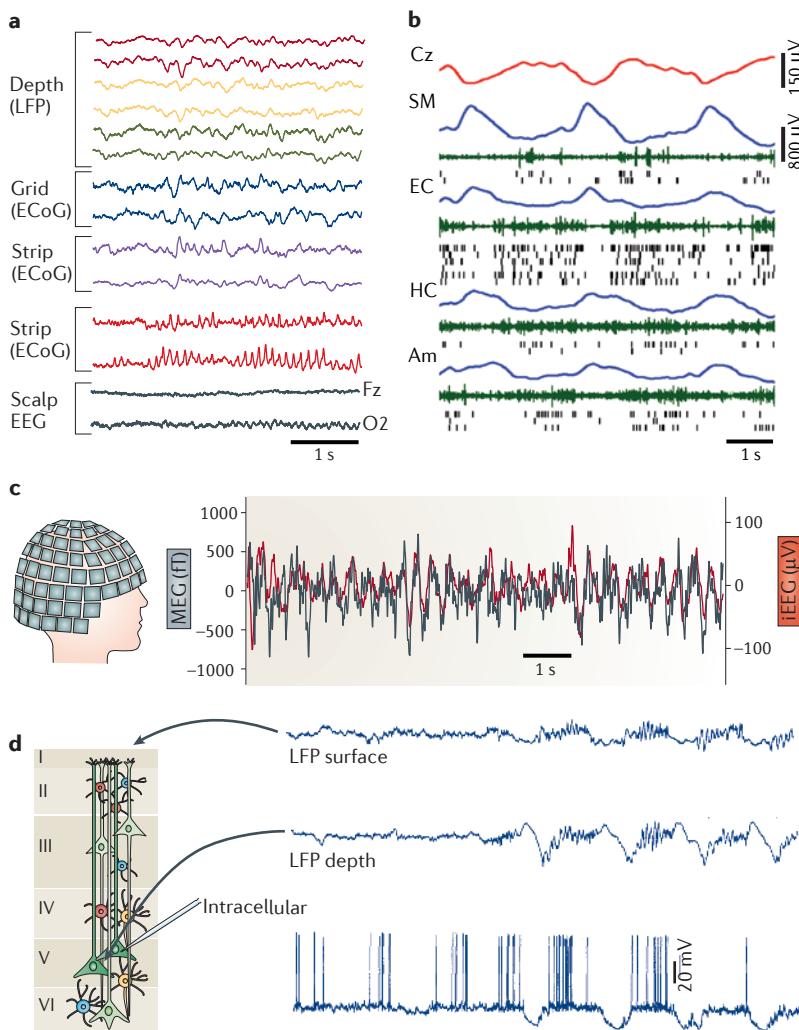 a
Depth
(LFP)
Grid
(ECoG)
Strip
(ECoG)
Strip
(ECoG)
Scalp
EEG
Fz
O2
1 s
b
Cz
150 μV
SM
800 μV
EC
HC
Am
1 s
c
MEG (fT)
1000
500
0
−500
−1000
1 s
100
0
−100
iEEG (μV)
d
I
II
III
IV
V
VI
LFP surface
LFP depth
Intracellular
20 mV